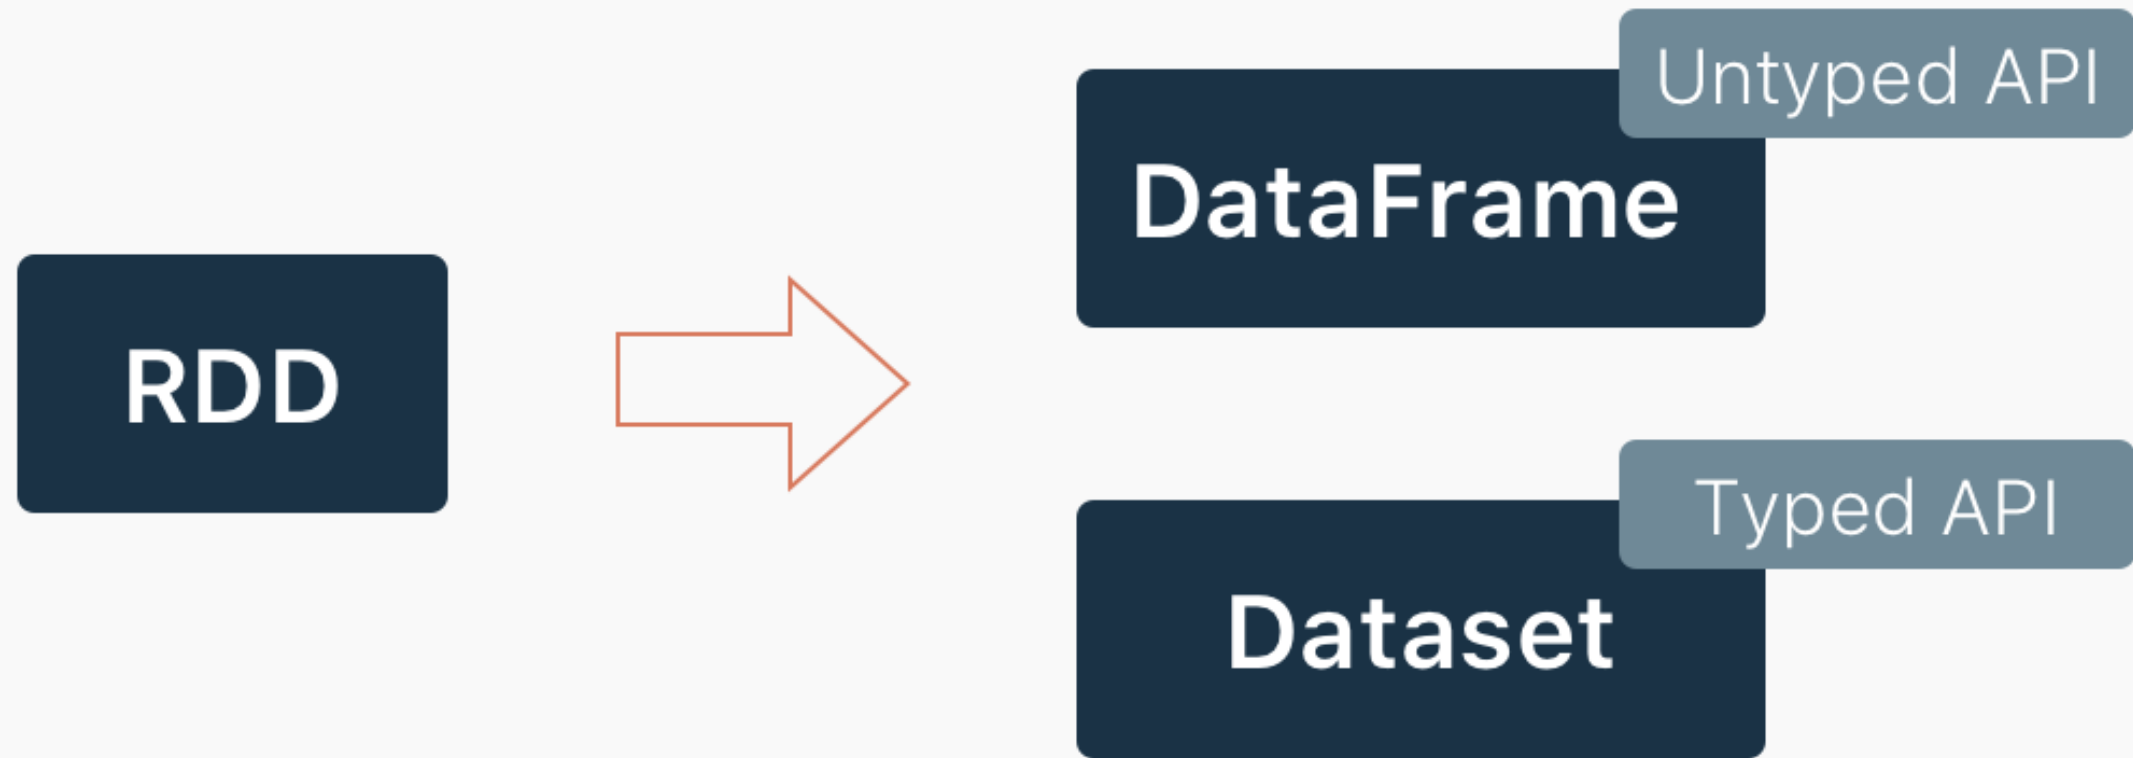 RDD
Untyped API
DataFrame
Typed API
Dataset